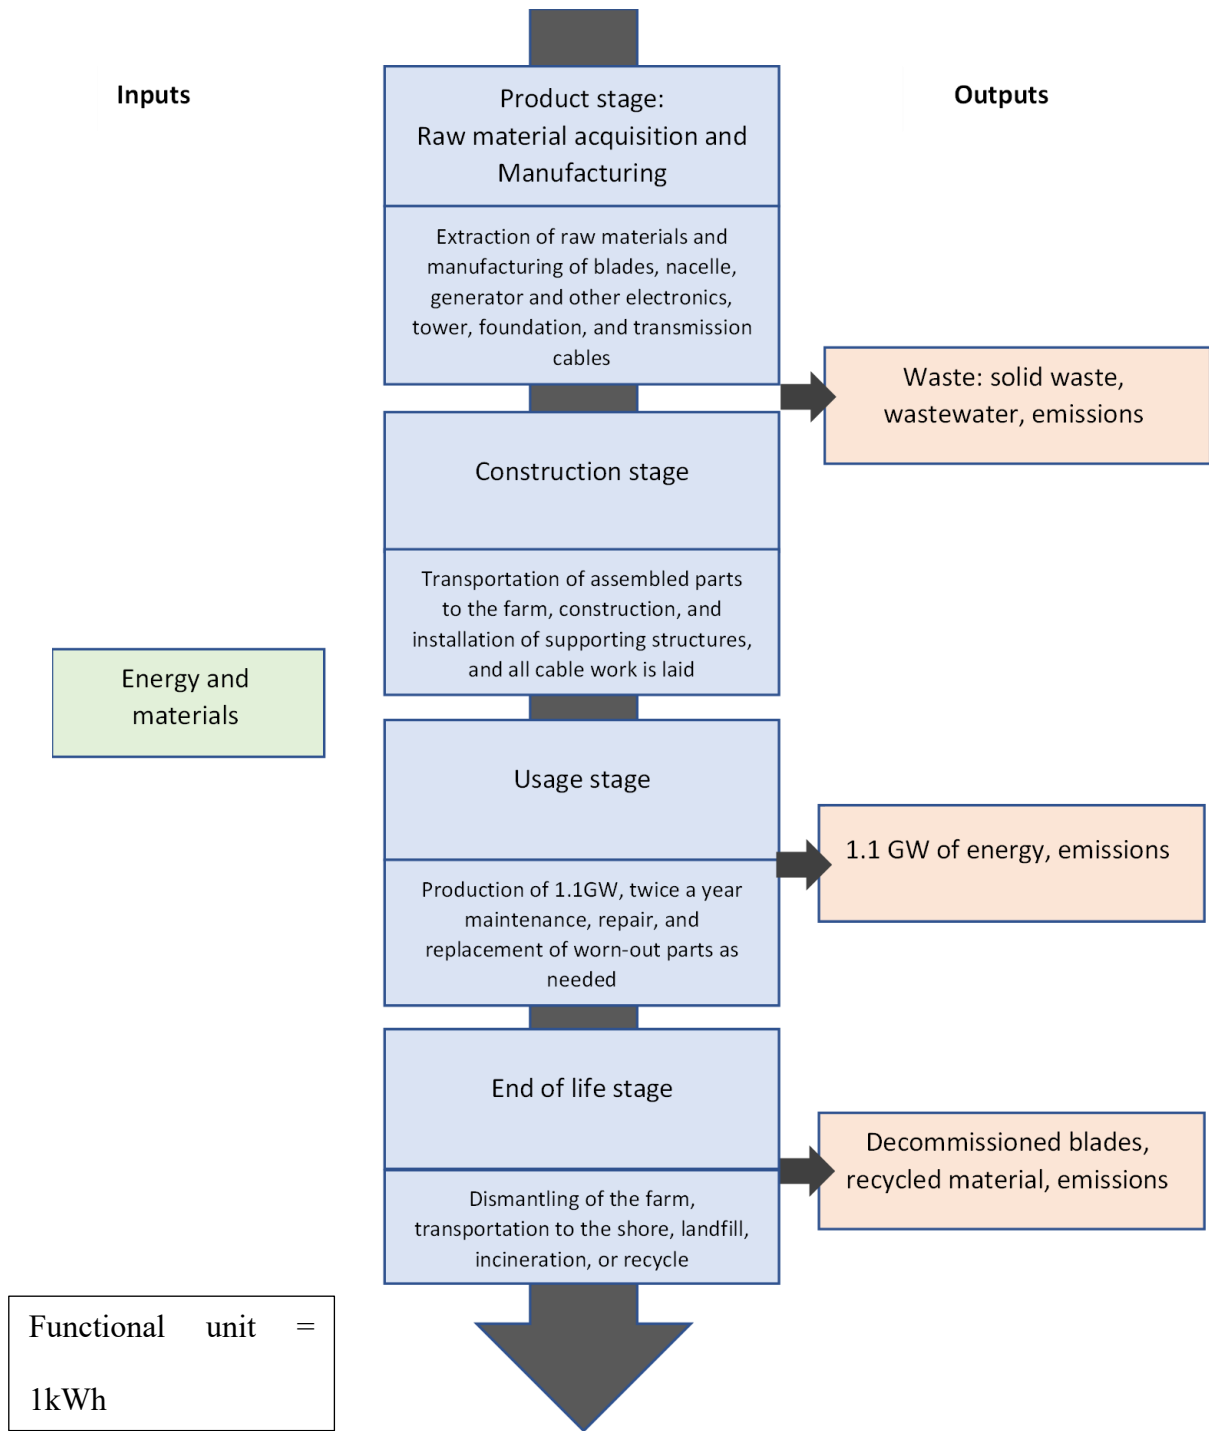 Inputs
Outputs
Product stage:
Raw material acquisition and
Manufacturing
Extraction of raw materials and
manufacturing of blades, nacelle,
generator and other electronics,
tower, foundation, and transmission
cables
Waste: solid waste,
wastewater, emissions
Construction stage
Transportation of assembled parts
to the farm, construction, and
installation of supporting structures,
and all cable work is laid
Energy and
materials
Usage stage
Production of 1.1GW, twice a year
maintenance, repair, and
replacement of worn-out parts as
needed
1.1 GW of energy, emissions
End of life stage
Dismantling of the farm,
transportation to the shore, landfill,
incineration, or recycle
Decommissioned blades,
recycled material, emissions
Functional unit =
1kWh